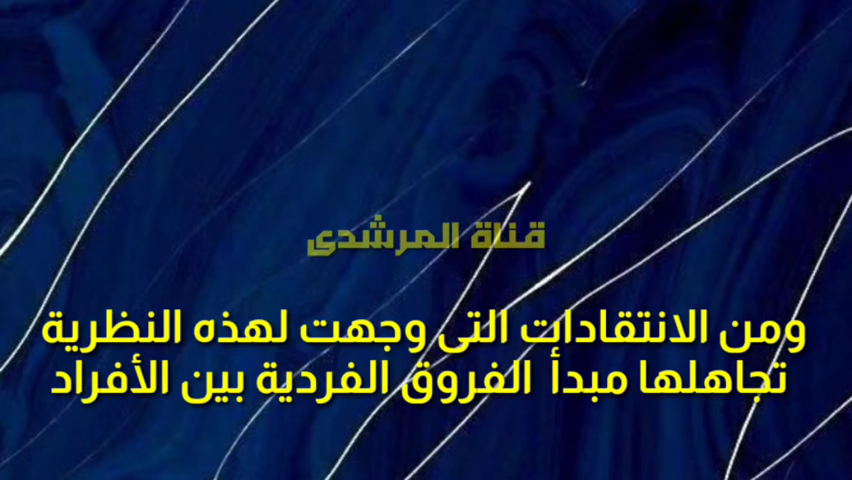 قناة المرشدى
ومن الانتقادات التى وجهت لهذه النظرية
تجاهلها مبدأ الفروق الفردية بين الأفراد